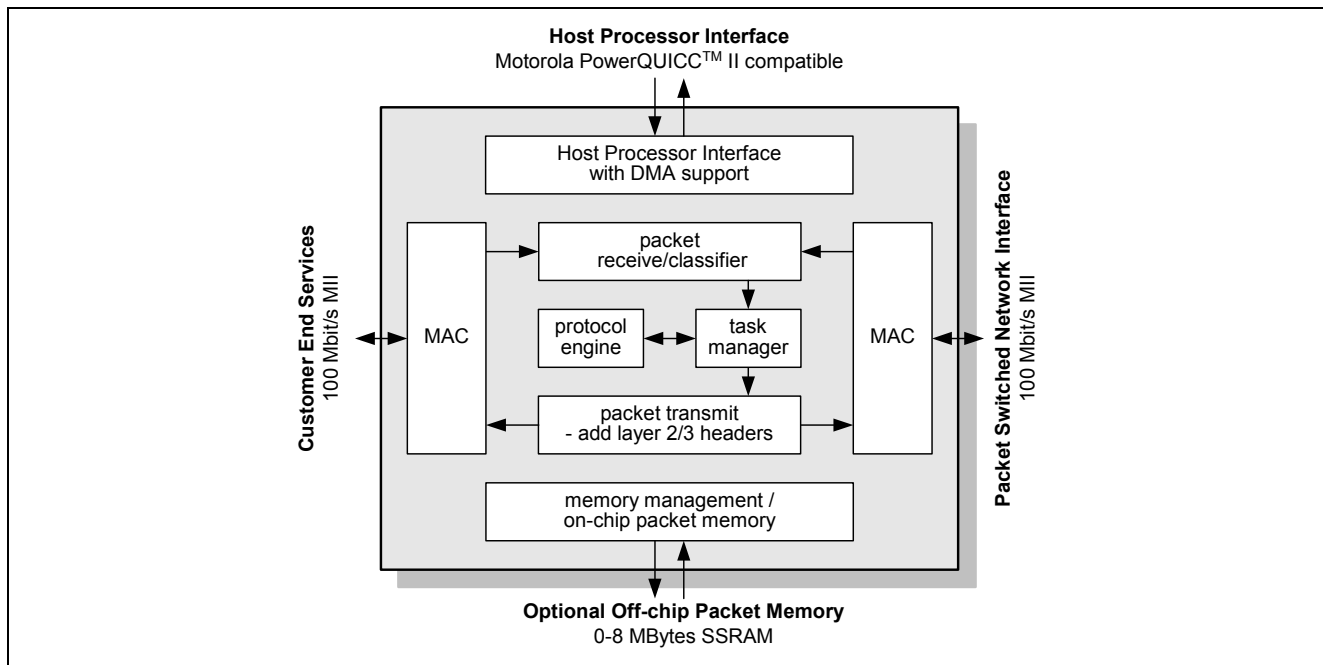 Host Processor Interface
Motorola PowerQUICC™ II compatible
Host Processor Interface
with DMA support
Customer End Services
100 Mbit/s MII
MAC
packet
receive/classifier
protocol
engine
task
manager
packet transmit
- add layer 2/3 headers
MAC
Packet Switched Network Interface
100 Mbit/s MII
memory management /
on-chip packet memory
Optional Off-chip Packet Memory
0-8 MBytes SSRAM